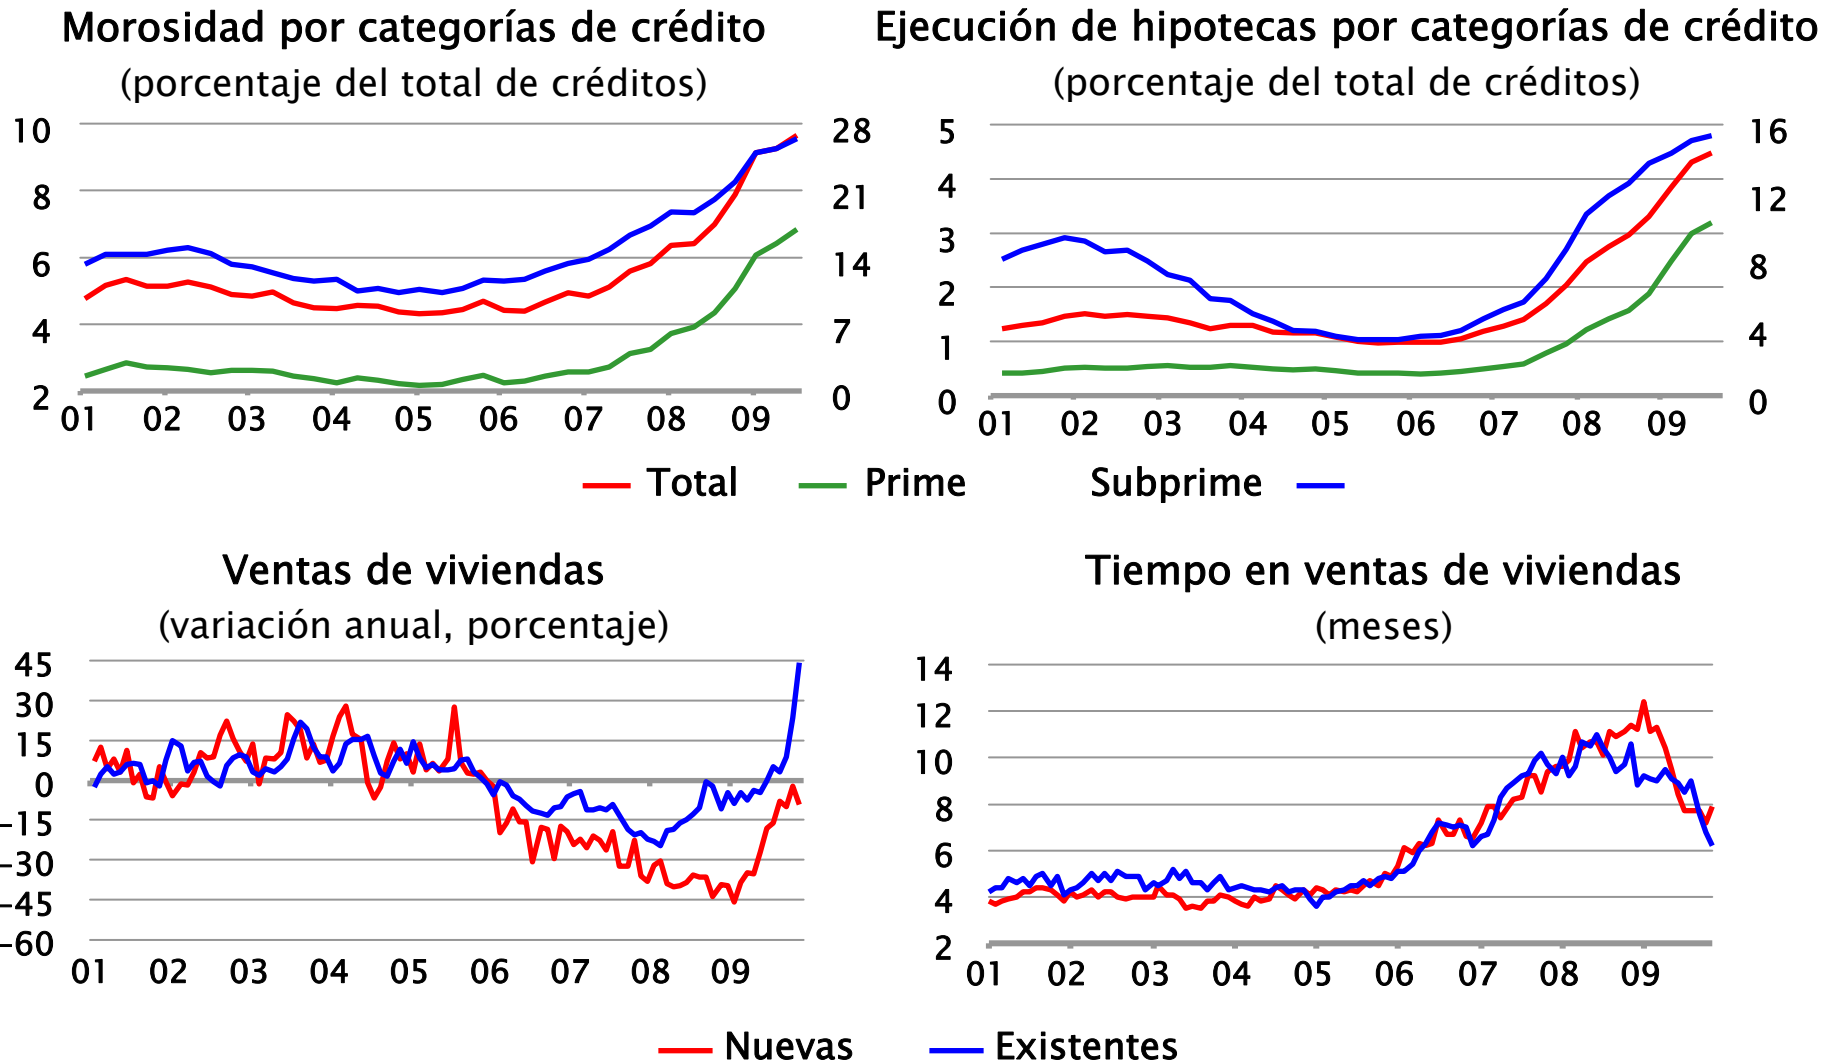 Morosidad por categorías de crédito
(porcentaje del total de créditos)
10
8
6
4
2
28
21
14
7
0
01 02 03 04 05 06 07 08 09
Ejecución de hipotecas por categorías de crédito
(porcentaje del total de créditos)
5
4
3
2
1
0
16
12
8
4
0
01 02 03 04 05 06 07 08 09
Total Prime Subprime
Ventas de viviendas
(variación anual, porcentaje)
45
30
15
0
-15
-30
-45
-60
01 02 03 04 05 06 07 08 09
Tiempo en ventas de viviendas
(meses)
14
12
10
8
6
4
2
01 02 03 04 05 06 07 08 09
Nuevas Existentes